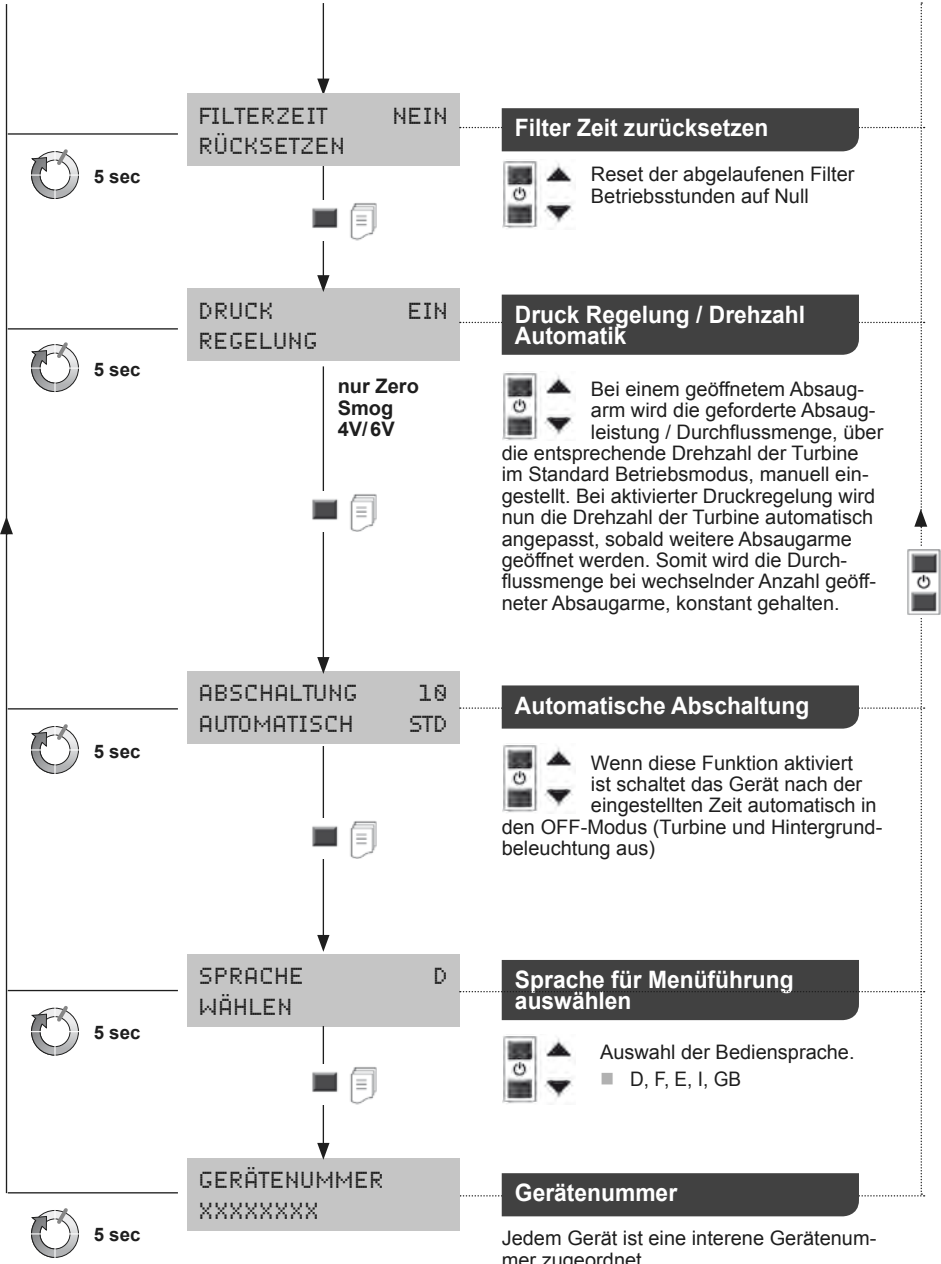 FILTERZEIT NEIN
RÜCKSETZEN
5 sec
Filter Zeit zurücksetzen
Reset der abgelaufenen Filter
Betriebsstunden auf Null
DRUCK EIN
REGELUNG
5 sec
nur Zero
Smog
4V/6V
Druck Regelung / Drehzahl
Automatik
Bei einem geöffnetem Absaug-
arm wird die geforderte Absaug-
leistung / Durchflussmenge, über
die entsprechende Drehzahl der Turbine
im Standard Betriebsmodus, manuell ein-
gestellt. Bei aktivierter Druckregelung wird
nun die Drehzahl der Turbine automatisch
angepasst, sobald weitere Absaugarme
geöffnet werden. Somit wird die Durch-
flussmenge bei wechselnder Anzahl geöff-
neter Absaugarme, konstant gehalten.
ABSCHALTUNG 10
AUTOMATISCH STD
5 sec
Automatische Abschaltung
Wenn diese Funktion aktiviert
ist schaltet das Gerät nach der
eingestellten Zeit automatisch in
den OFF-Modus (Turbine und Hintergrund-
beleuchtung aus)
SPRACHE D
WÄHLEN
5 sec
Sprache für Menüführung
auswählen
Auswahl der Bediensprache.
D, F, E, I, GB
GERÄTENUMMER
XXXXXXXX
5 sec
Gerätenummer
Jedem Gerät ist eine interene Gerätenum-
mer zugeordnet